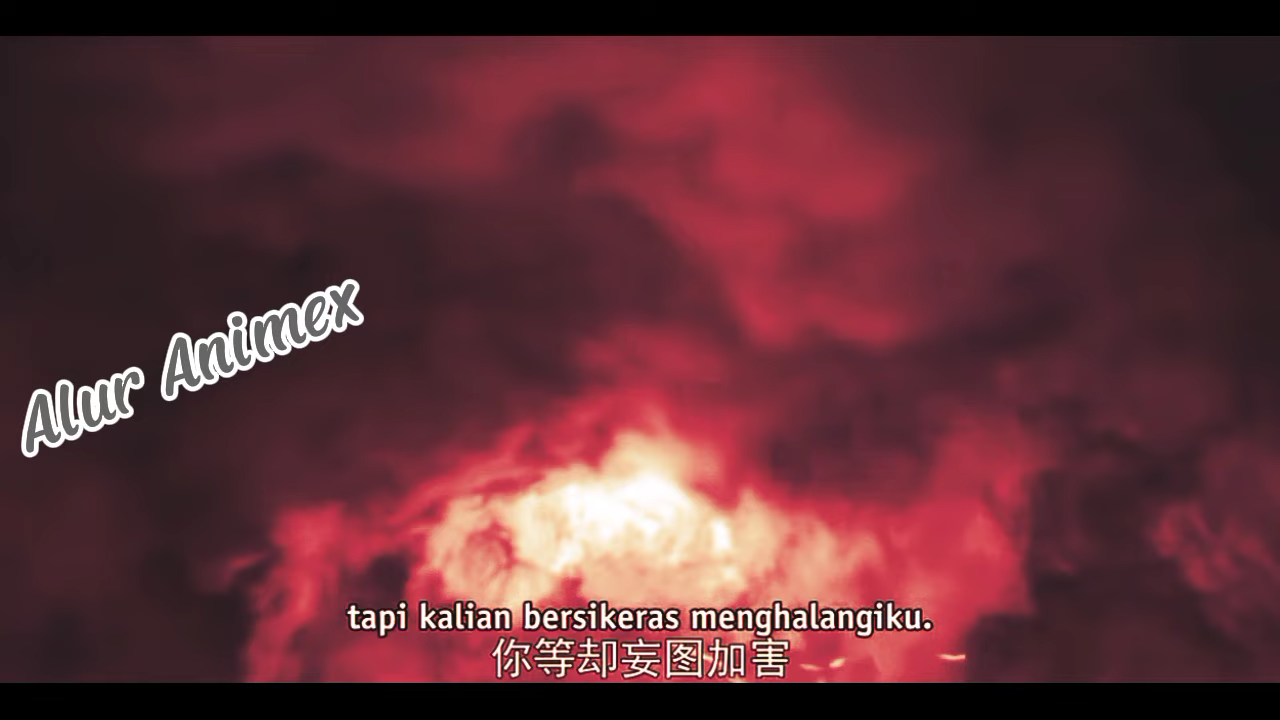 Alur Animex
tapi kalian bersikeras menghalangiku.
你等却妄图加害